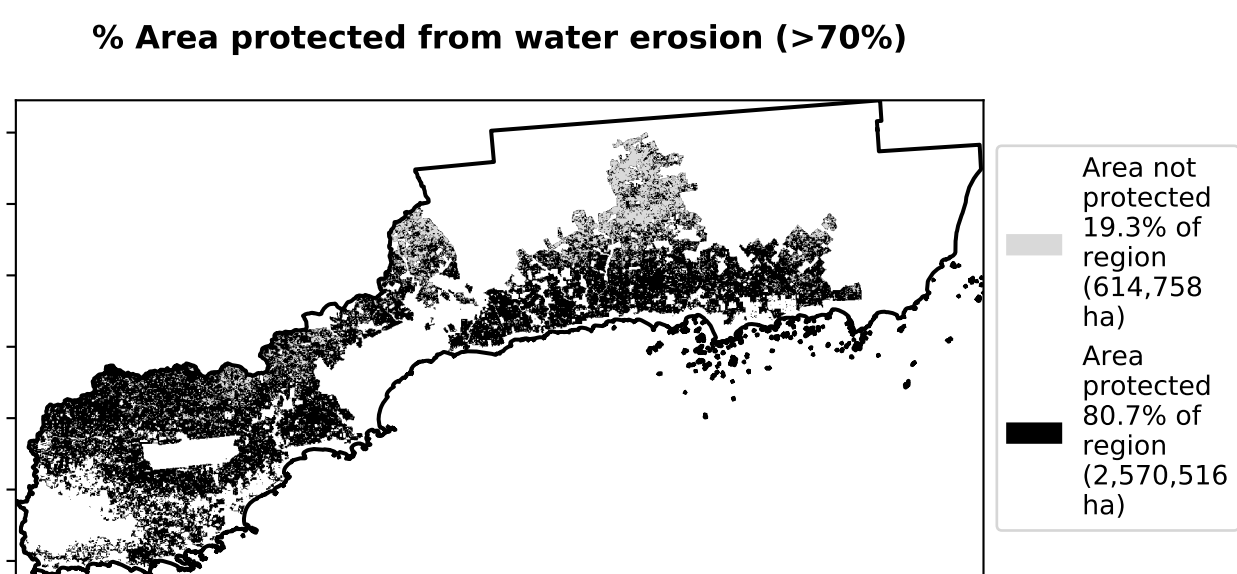 % Area protected from water erosion (>70%)
Area not
protected
19.3% of
region
(614,758
ha)
Area
protected
80.7% of
region
(2,570,516
ha)